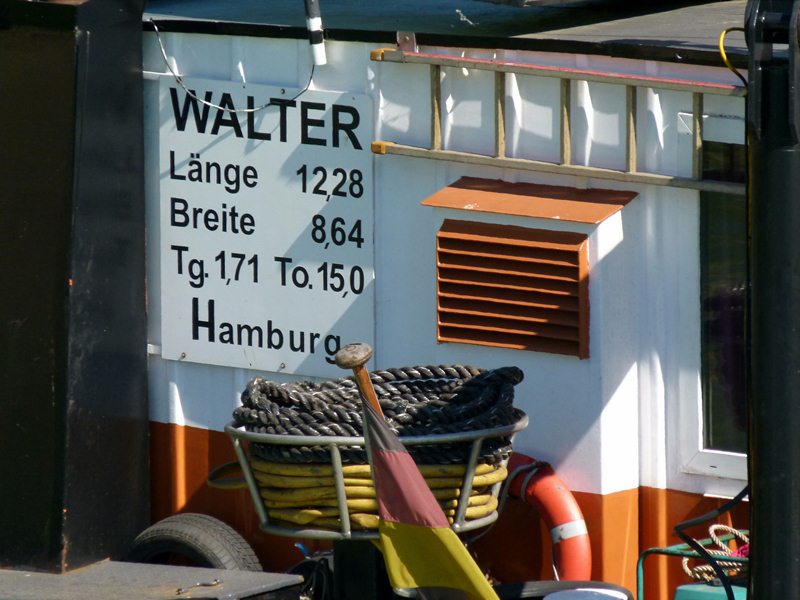 WALTER
Länge 12,28
Breite 8,64
Tg. 1,71 To. 15,0
Hamburg